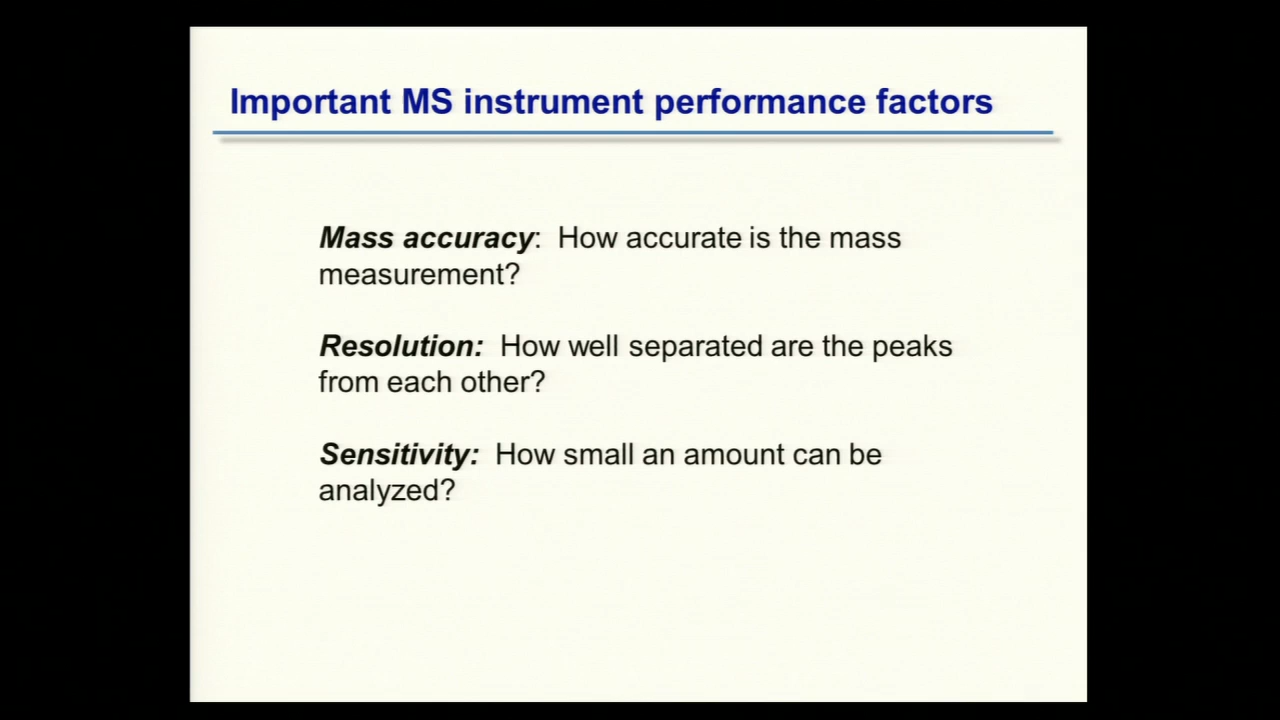 Important MS instrument performance factors
Mass accuracy: How accurate is the mass
measurement?
Resolution: How well separated are the peaks
from each other?
Sensitivity: How small an amount can be
analyzed?